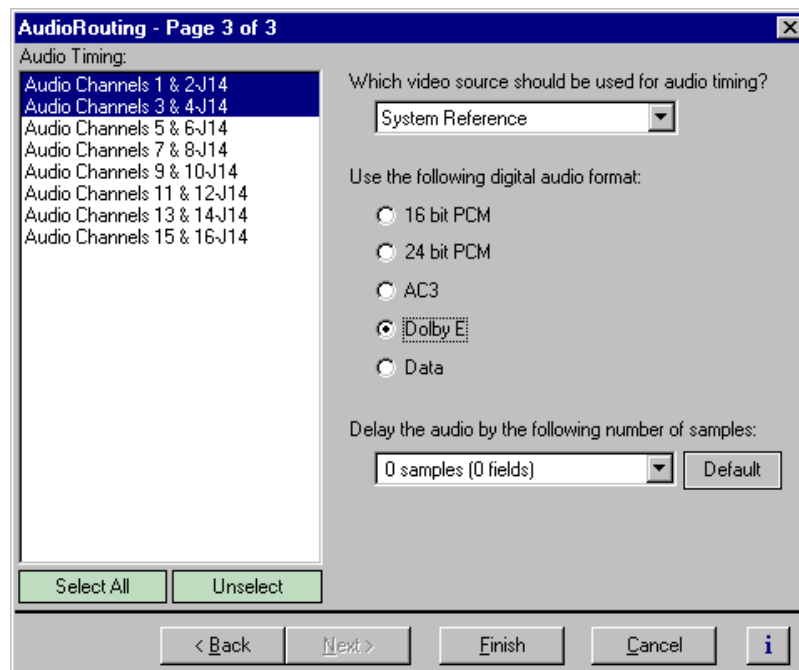 AudioRouting - Page 3 of 3
Audio Timing:
Audio Channels 1 & 2-J14
Audio Channels 3 & 4-J14
Audio Channels 5 & 6-J14
Audio Channels 7 & 8-J14
Audio Channels 9 & 10-J14
Audio Channels 11 & 12-J14
Audio Channels 13 & 14-J14
Audio Channels 15 & 16-J14
Select All
Unselect
Which video source should be used for audio timing?
System Reference
Use the following digital audio format:
16 bit PCM
24 bit PCM
AC3
Dolby E
Data
Delay the audio by the following number of samples:
0 samples (0 fields)
Default
< Back
Next >
Finish
Cancel
i